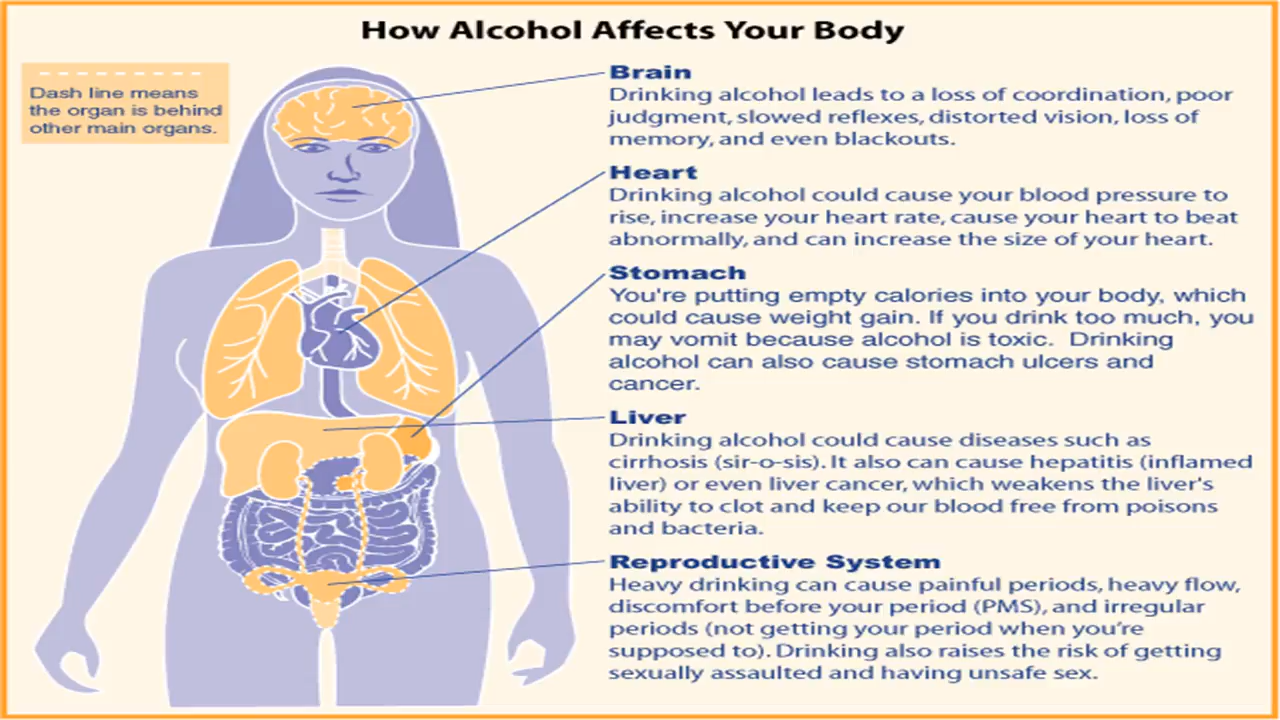 How Alcohol Affects Your Body
Dash line means
the organ is behind
other main organs.
Brain
Drinking alcohol leads to a loss of coordination, poor
judgment, slowed reflexes, distorted vision, loss of
memory, and even blackouts.
Heart
Drinking alcohol could cause your blood pressure to
rise, increase your heart rate, cause your heart to beat
abnormally, and can increase the size of your heart.
Stomach
You're putting empty calories into your body, which
could cause weight gain. If you drink too much, you
may vomit because alcohol is toxic. Drinking
alcohol can also cause stomach ulcers and
cancer.
Liver
Drinking alcohol could cause diseases such as
cirrhosis (sir-o-sis). It also can cause hepatitis (inflamed
liver) or even liver cancer, which weakens the liver's
ability to clot and keep our blood free from poisons
and bacteria.
Reproductive System
Heavy drinking can cause painful periods, heavy flow,
discomfort before your period (PMS), and irregular
periods (not getting your period when you're
supposed to). Drinking also raises the risk of getting
sexually assaulted and having unsafe sex.